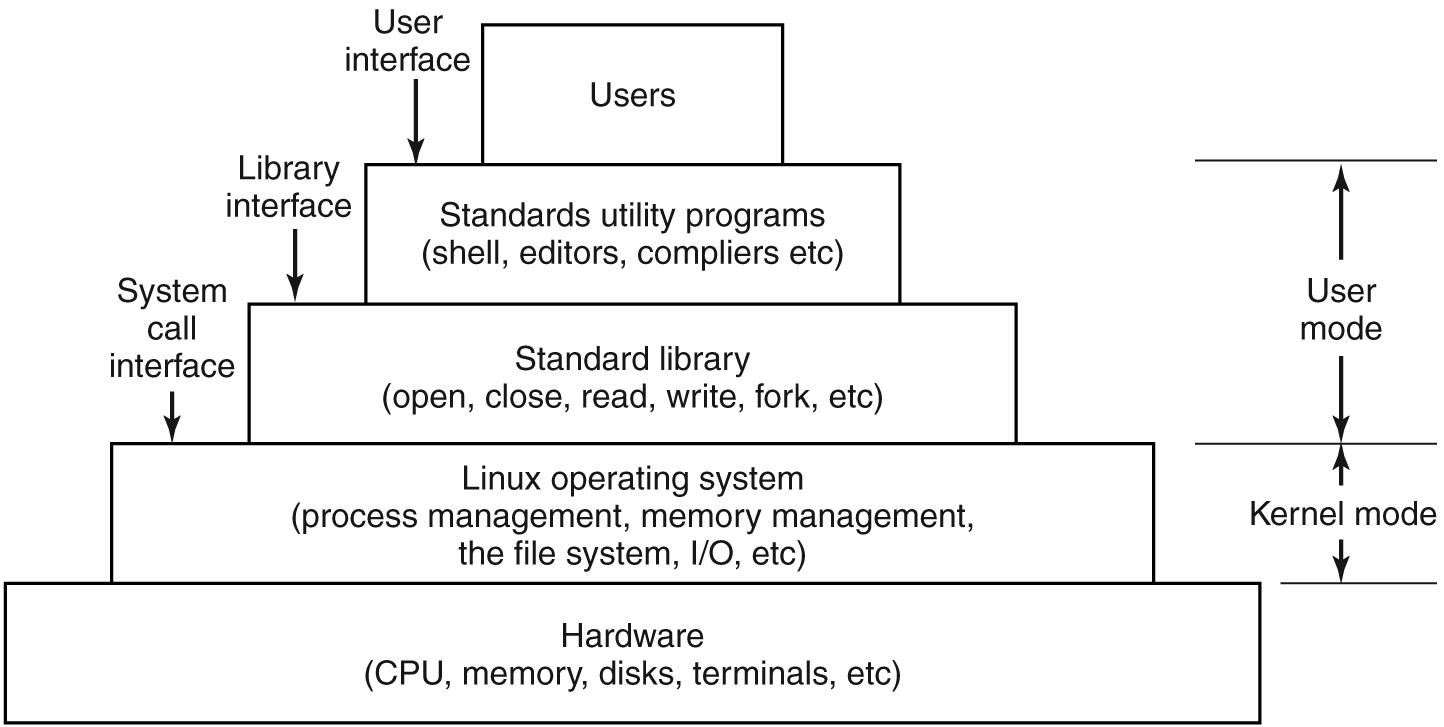 User
interface
Users
Library
interface
Standards utility programs
(shell, editors, compliers etc)
System
call
interface
User
mode
Standard library
(open, close, read, write, fork, etc)
Linux operating system
(process management, memory management,
the file system, I/O, etc)
Kernel mode
Hardware
(CPU, memory, disks, terminals, etc)